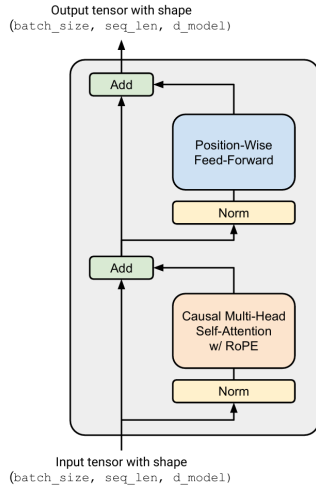 Output tensor with shape
(batch_size, seq_len, d_model)
Add
Position-Wise
Feed-Forward
Norm
Add
Causal Multi-Head
Self-Attention
w/ RoPE
Norm
Input tensor with shape
(batch_size, seq_len, d_model)